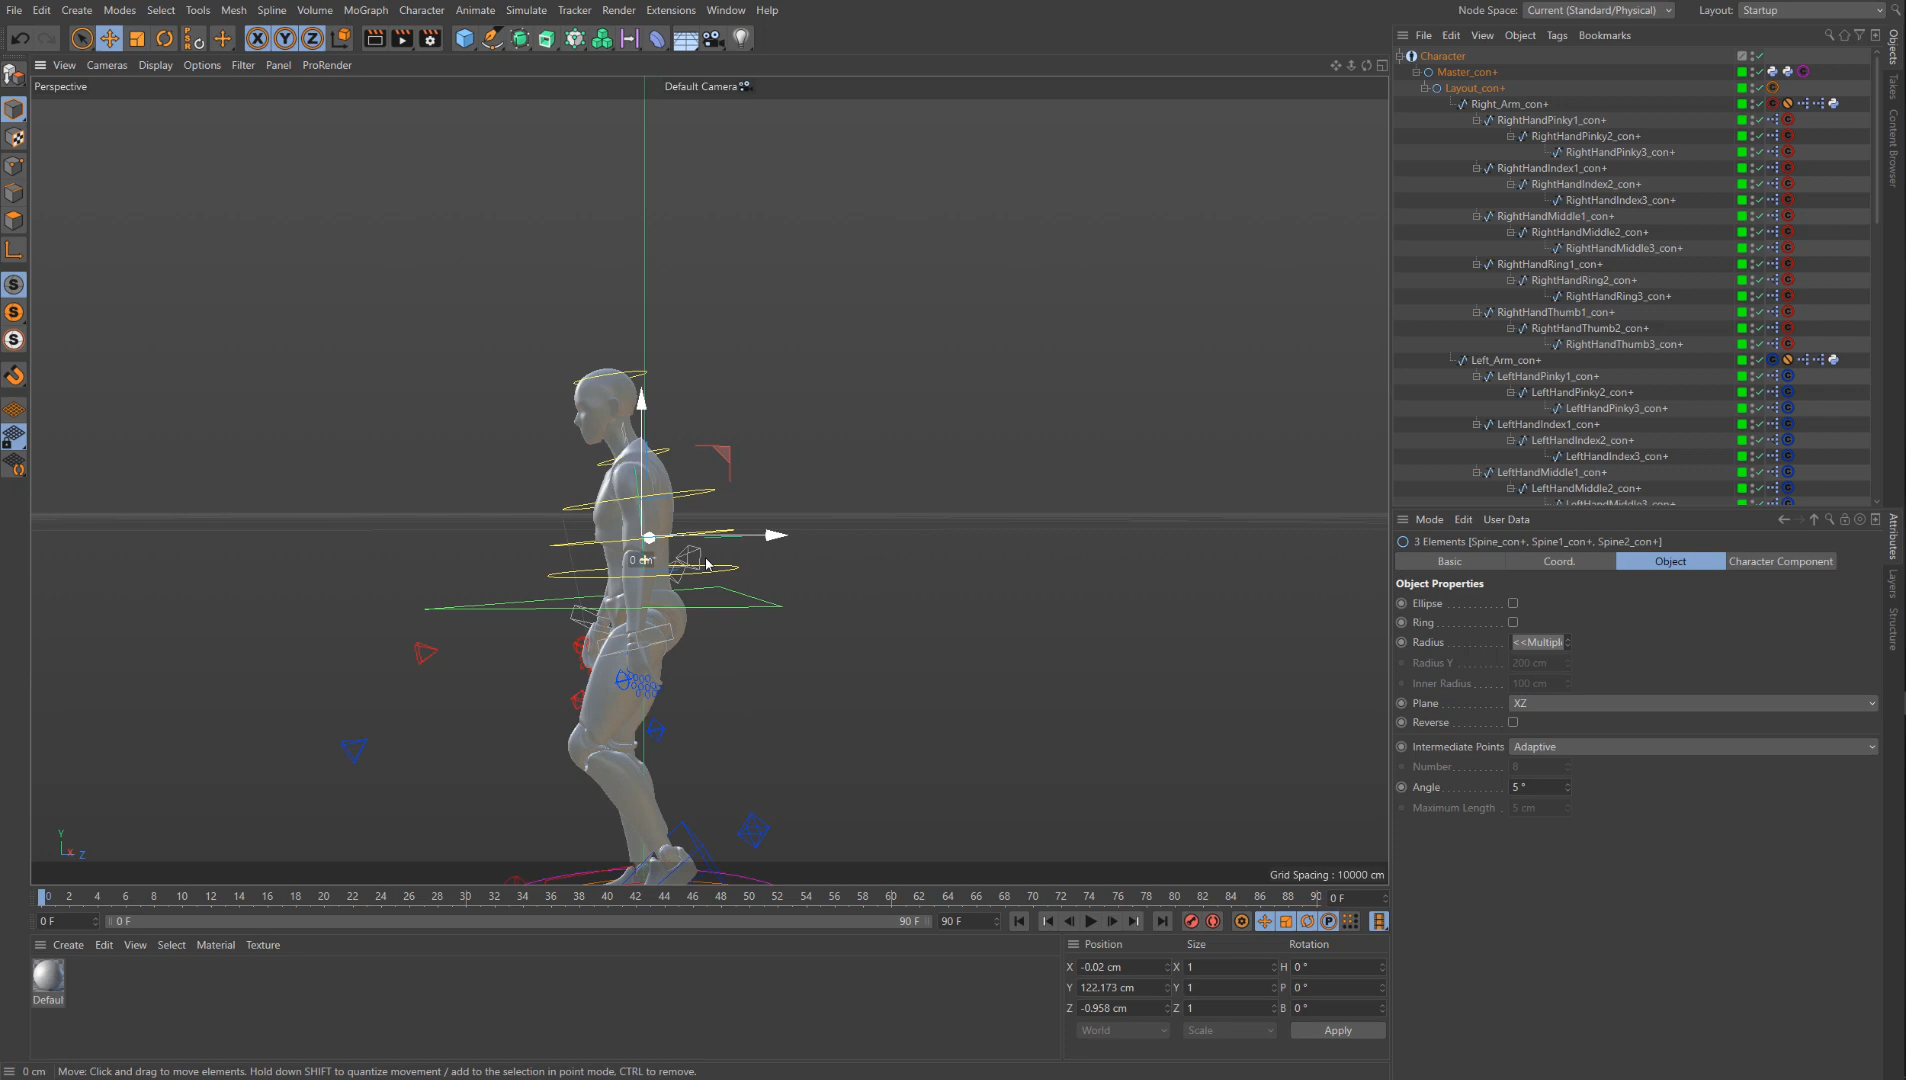 File Edit Create Modes Select Tools Mesh Spline Volume MoGraph Character Animate Simulate Tracker Render Extensions Window Help
Node Space: Current (Standard/Physical) Layout: Startup
File Edit View Object Tags Bookmarks
View Cameras Display Options Filter Panel ProRender
Perspective
Default Camera
Character
Master_con+
Layout_con+
Right_Arm_con+
RightHandPinky1_con+
RightHandPinky2_con+
RightHandPinky3_con+
RightHandIndex1_con+
RightHandIndex2_con+
RightHandIndex3_con+
RightHandMiddle1_con+
RightHandMiddle2_con+
RightHandMiddle3_con+
RightHandRing1_con+
RightHandRing2_con+
RightHandRing3_con+
RightHandThumb1_con+
RightHandThumb2_con+
RightHandThumb3_con+
Left_Arm_con+
LeftHandPinky1_con+
LeftHandPinky2_con+
LeftHandPinky3_con+
LeftHandIndex1_con+
LeftHandIndex2_con+
LeftHandIndex3_con+
LeftHandMiddle1_con+
LeftHandMiddle2_con+
LeftHandMiddle3_con+
Objects
Takes
Content Browser
Attributes
Layers
Structure
Mode Edit User Data
3 Elements [Spine_con+, Spine1_con+, Spine2_con+]
Basic Coord. Object Character Component
Object Properties
Ellipse
Ring
Radius <<Multipl
Radius Y 200 cm
Inner Radius 100 cm
Plane XZ
Reverse
Intermediate Points Adaptive
Number 8
Angle 5 °
Maximum Length 5 cm
0 cm
Y
X Z
Grid Spacing : 10000 cm
0 2 4 6 8 10 12 14 16 18 20 22 24 26 28 30 32 34 36 38 40 42 44 46 48 50 52 54 56 58 60 62 64 66 68 70 72 74 76 78 80 82 84 86 88 90 0 F
0 F 0 F 90 F 90 F
Create Edit View Select Material Texture
Defaul
Position Size Rotation
X -0.02 cm X 1 H 0 °
Y 122.173 cm Y 1 P 0 °
Z -0.958 cm Z 1 B 0 °
World Scale Apply
0 cm Move: Click and drag to move elements. Hold down SHIFT to quantize movement / add to the selection in point mode, CTRL to remove.